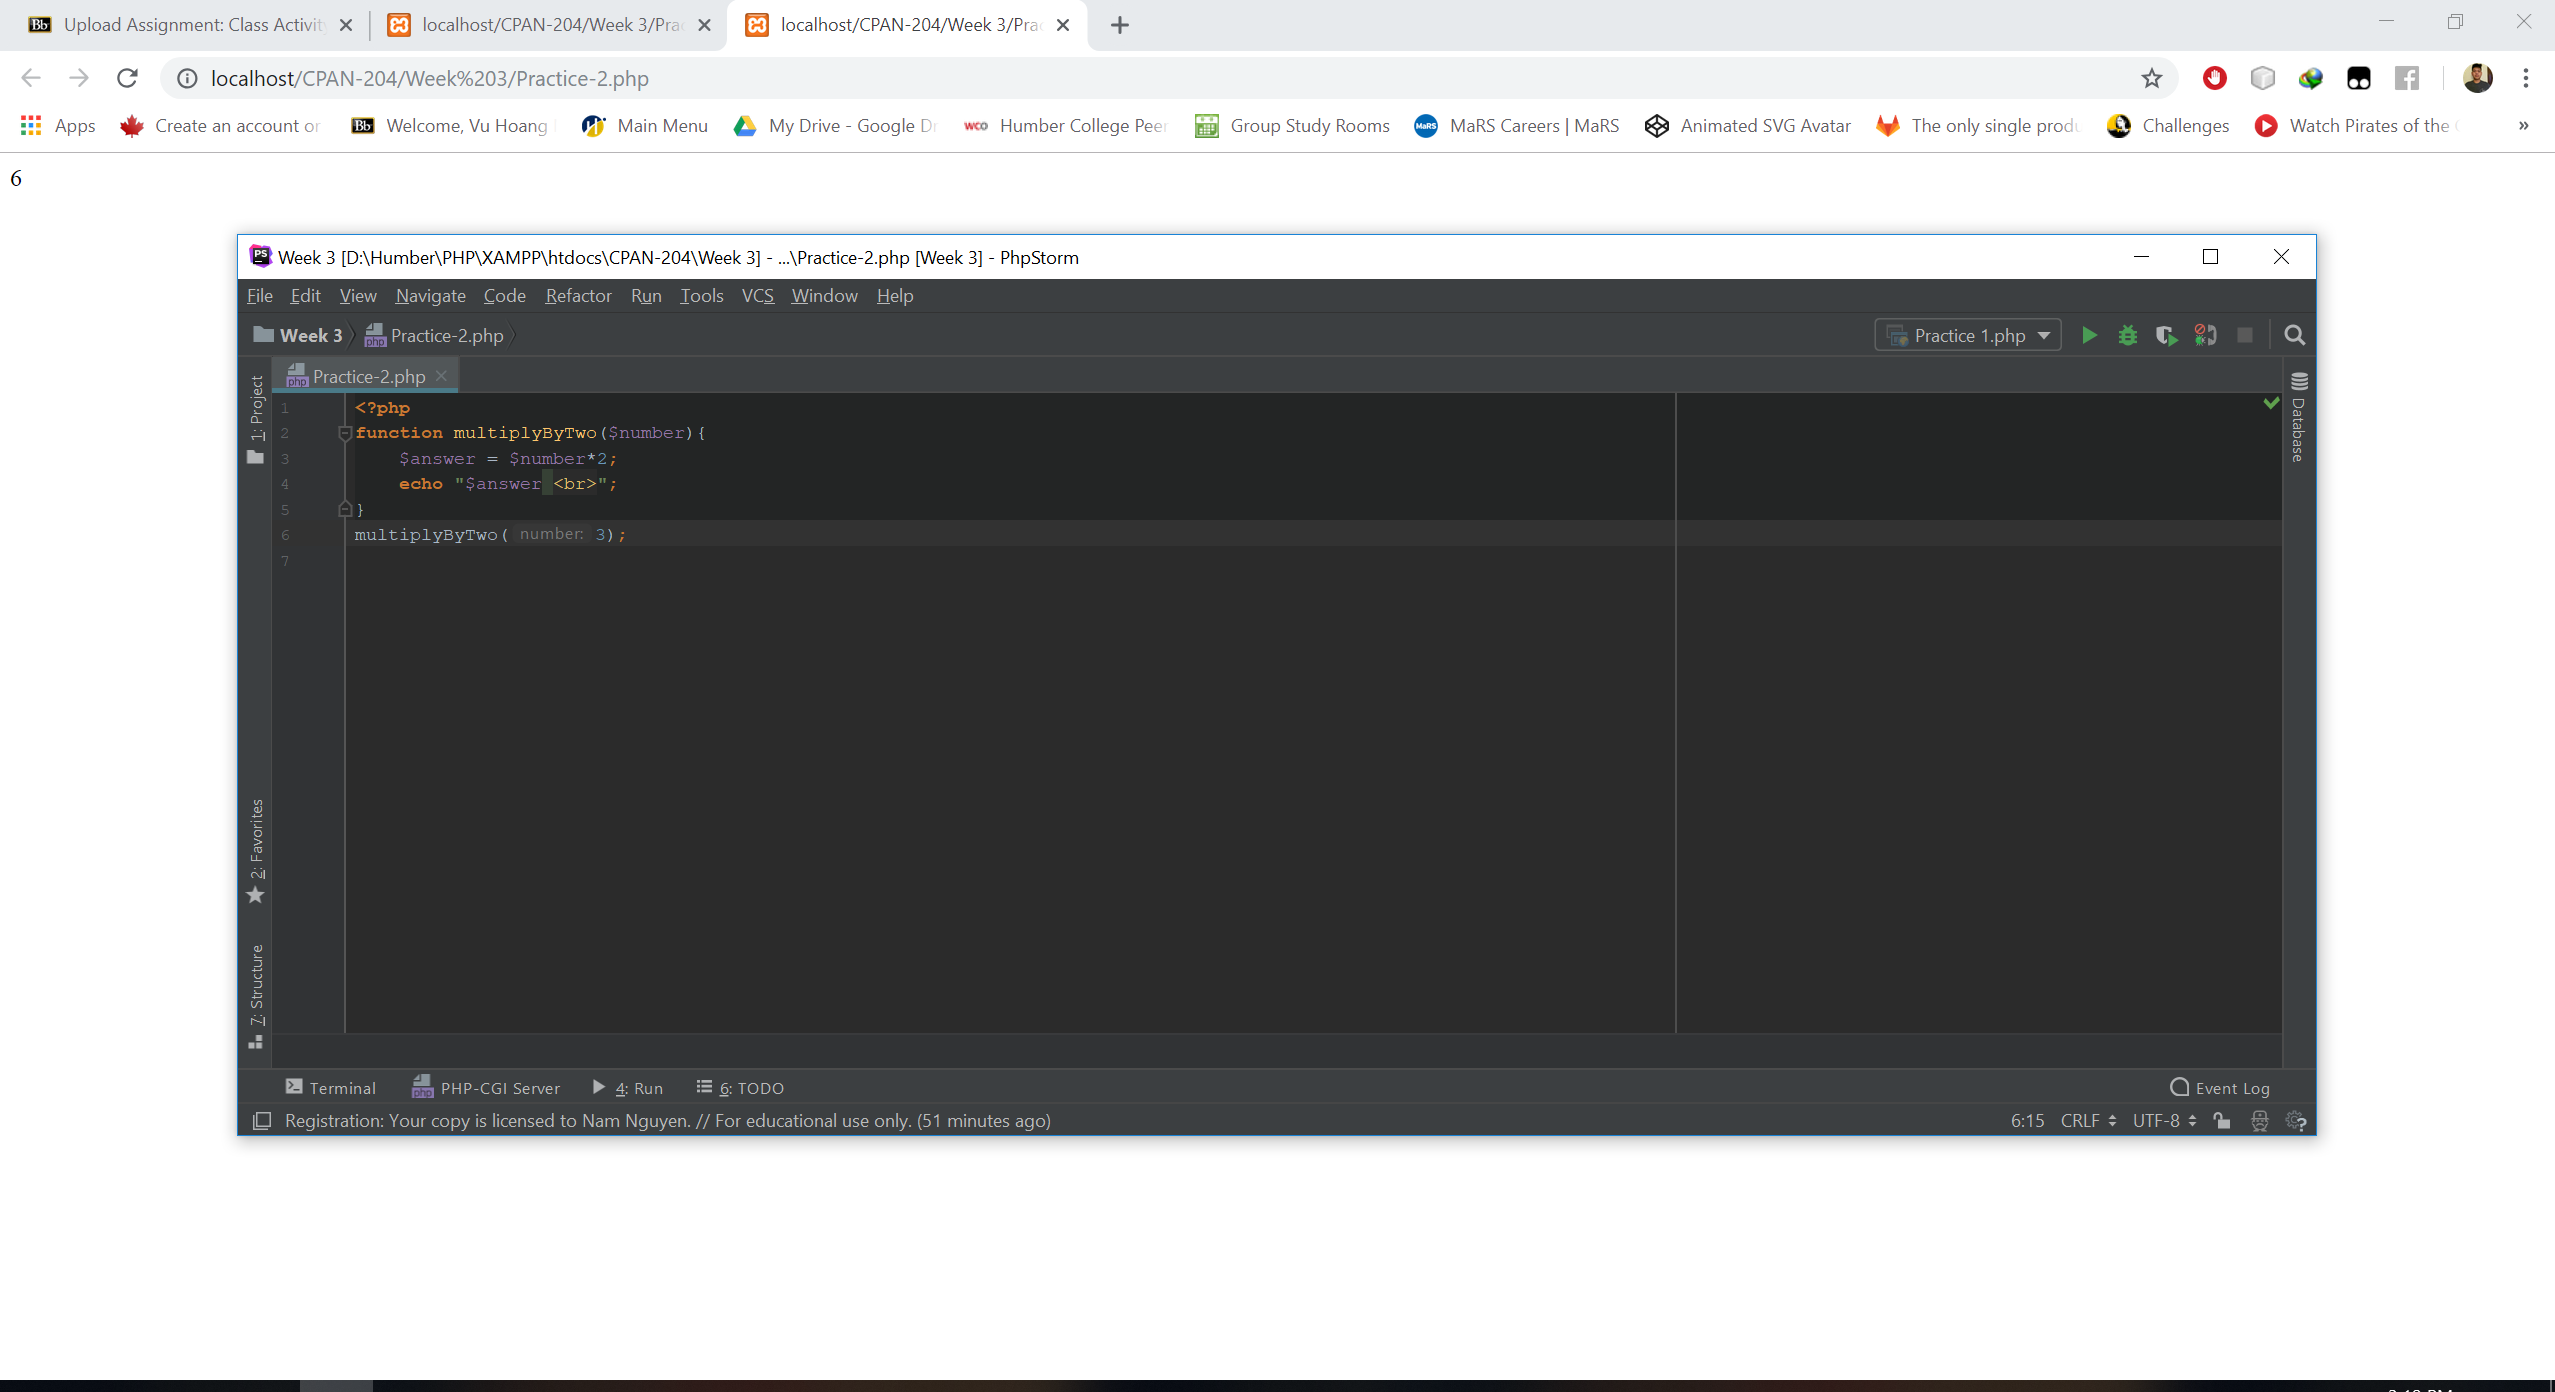 Upload Assignment: Class Activit
localhost/CPAN-204/Week 3/Prac
localhost/CPAN-204/Week 3/Prac
localhost/CPAN-204/Week%203/Practice-2.php
Apps
Create an account or
Bb Welcome, Vu Hoang
Main Menu
My Drive - Google Dr
WCO Humber College Peer
Group Study Rooms
MaRS MaRS Careers | MaRS
Animated SVG Avatar
The only single produ
Challenges
Watch Pirates of the
»
6
Week 3 [D:\Humber\PHP\XAMPP\htdocs\CPAN-204\Week 3] - ...\Practice-2.php [Week 3] - PhpStorm
File Edit View Navigate Code Refactor Run Tools VCS Window Help
Week 3 Practice-2.php
Practice 1.php
Practice-2.php
1: Project
Database
1 <?php
2 function multiplyByTwo($number){
3 $answer = $number*2;
4 echo "$answer <br>";
5 }
6 multiplyByTwo( number: 3);
7
2: Favorites
7: Structure
Terminal PHP-CGI Server 4: Run 6: TODO
Event Log
Registration: Your copy is licensed to Nam Nguyen. // For educational use only. (51 minutes ago)
6:15 CRLF UTF-8